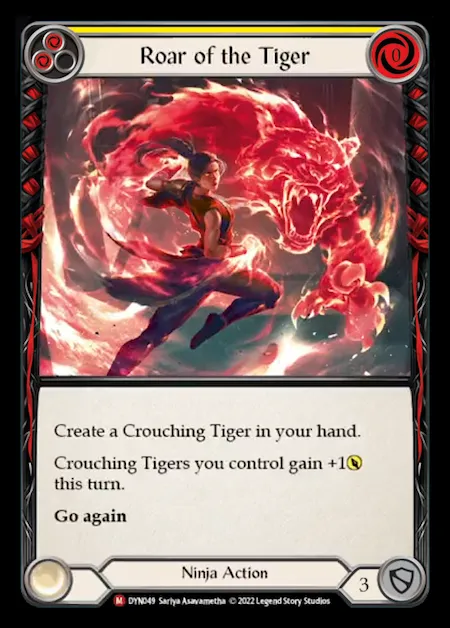 Roar of the Tiger
0
Create a Crouching Tiger in your hand.
Crouching Tigers you control gain +1
this turn.
Go again
Ninja Action
3
M DYN049 Sariya Asavametha © 2022 Legend Story Studios